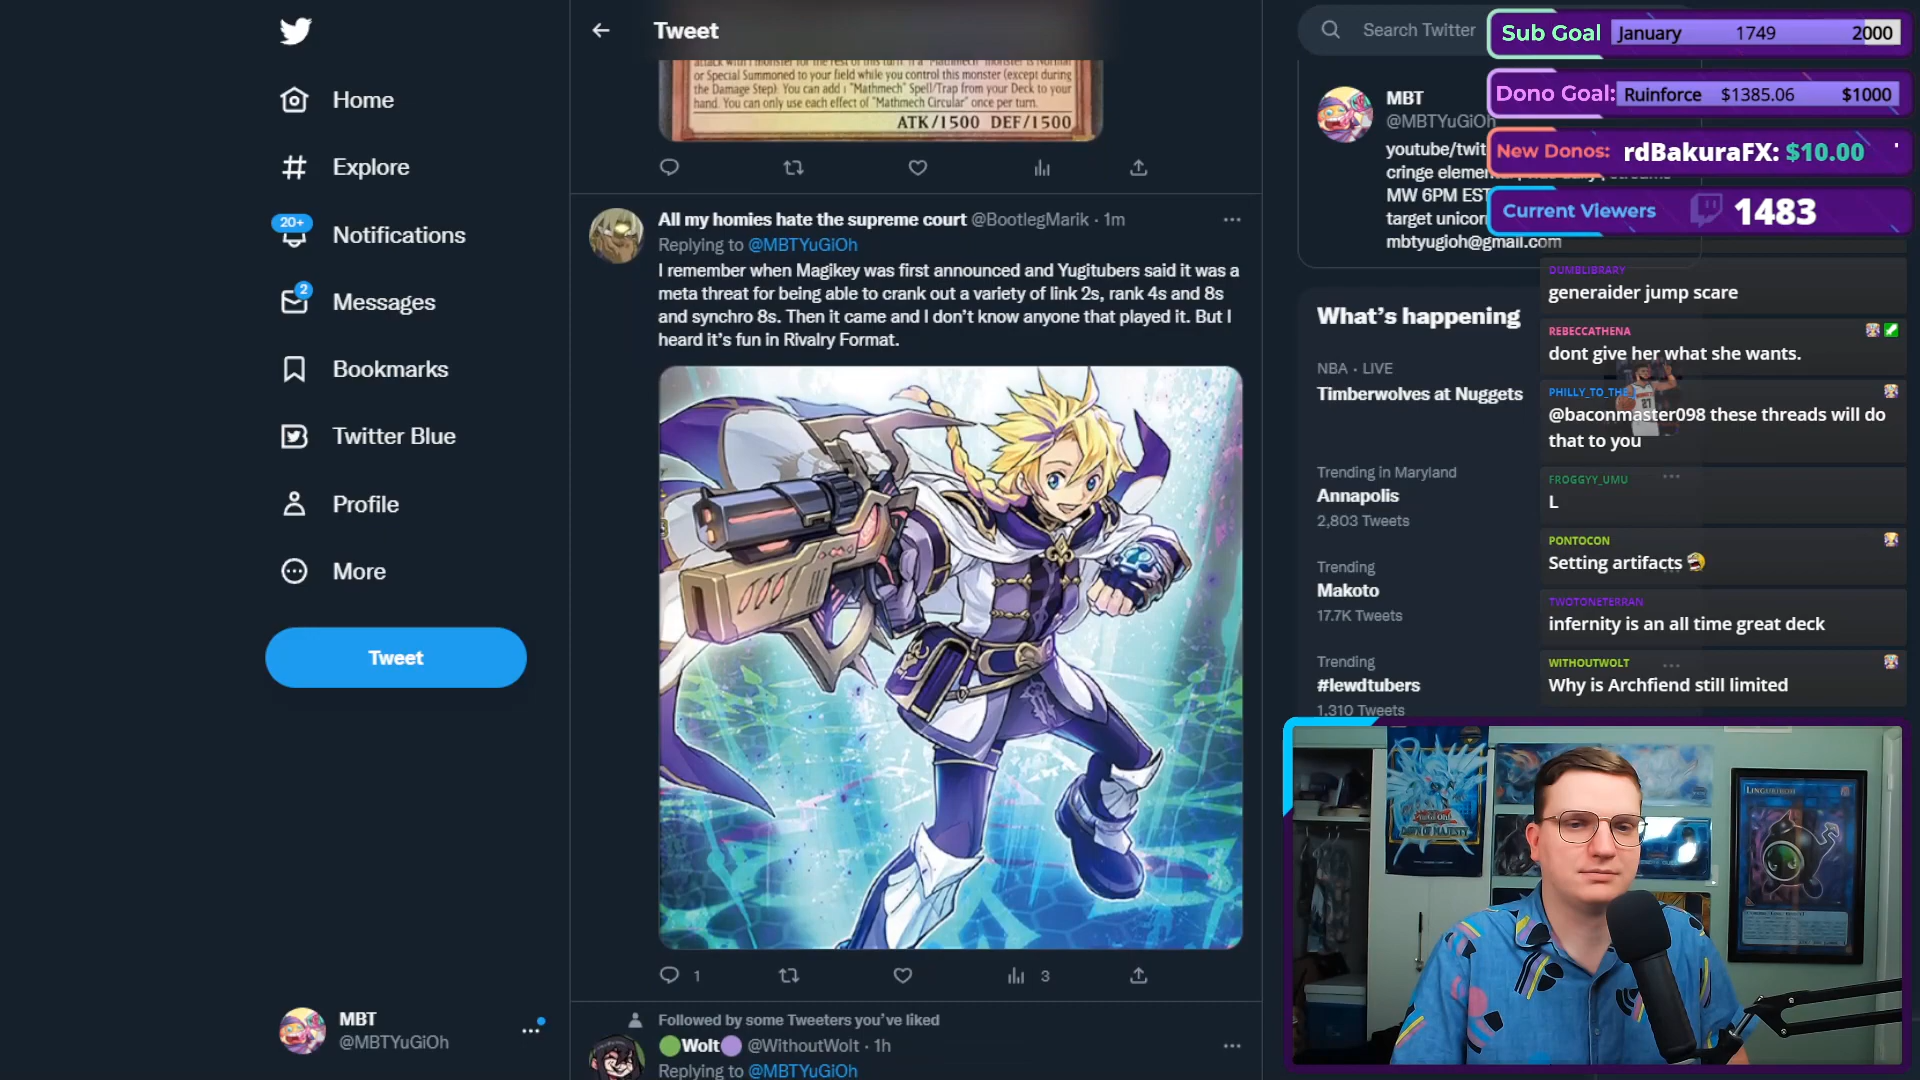 Tweet
or Special Summoned to your field while you control this monster (except during
the Damage Step): You can add 1 "Mathmech" Spell/Trap from your Deck to your
hand. You can only use each effect of "Mathmech Circular" once per turn.
ATK/1500 DEF/1500
Home
Explore
20+
Notifications
2
Messages
Bookmarks
Twitter Blue
Profile
More
Tweet
MBT
@MBTYuGiOh
All my homies hate the supreme court @BootlegMarik · 1m
Replying to @MBTYuGiOh
I remember when Magikey was first announced and Yugitubers said it was a
meta threat for being able to crank out a variety of link 2s, rank 4s and 8s
and synchro 8s. Then it came and I don't know anyone that played it. But I
heard it's fun in Rivalry Format.
1
3
Followed by some Tweeters you've liked
Wolt @WithoutWolt · 1h
Replying to @MBTYuGiOh
Search Twitter
MBT
@MBTYuGiOh
youtube/twit
MW 6PM EST
target unicor
mbtyugioh@gmail.com
What's happening
NBA · LIVE
Timberwolves at Nuggets
Trending in Maryland
Annapolis
2,803 Tweets
Trending
Makoto
17.7K Tweets
Trending
#lewdtubers
1,310 Tweets
Sub Goal January 1749 2000
Dono Goal: Ruinforce $1385.06 $1000
New Donos: rdBakuraFX: $10.00
Current Viewers 1483
DUMBLIBRARY
generaider jump scare
REBECCATHENA
dont give her what she wants.
PHILLY_TO_THE_
@baconmaster098 these threads will do
that to you
FROGGYY_UMU
L
PONTOCON
Setting artifacts
TWOTONETERRAN
infernity is an all time great deck
WITHOUTWOLT
Why is Archfiend still limited
DAWN OF MAJESTY
LINGURIBOH